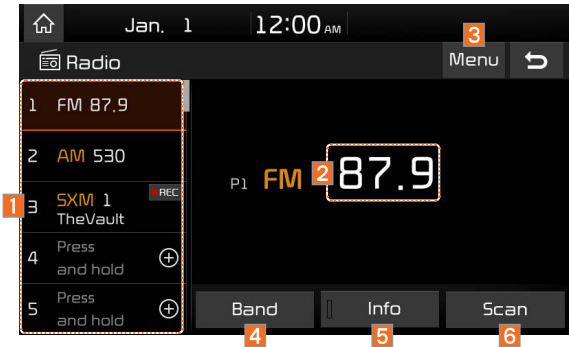 Jan. 1 12:00 AM
3
Radio Menu
1 FM 87.9
2 AM 530
P1 FM 2 87.9
1
3 SXM 1 REC
TheVault
4 Press
and hold
5 Press
and hold
Band Info Scan
4 5 6